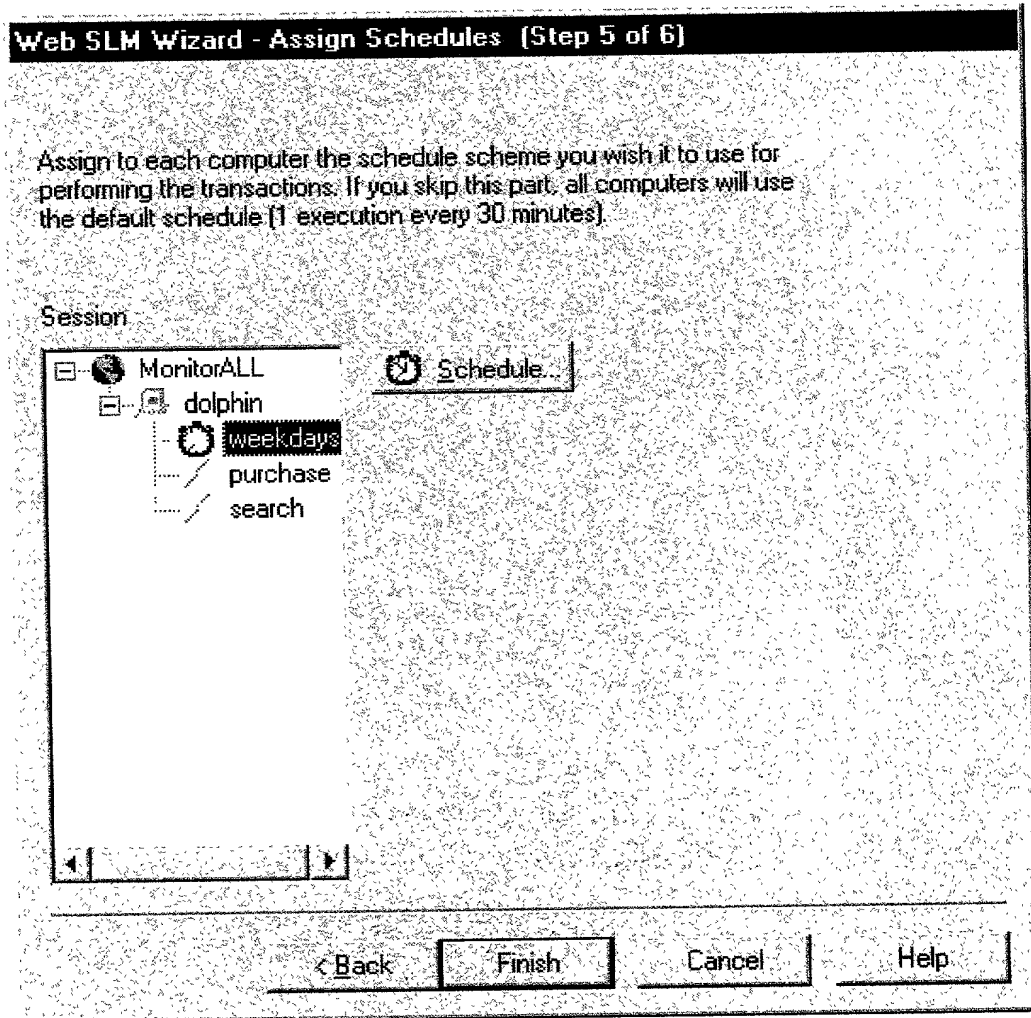 Web SLM Wizard - Assign Schedules (Step 5 of 6)
Assign to each computer the schedule scheme you wish it to use for
performing the transactions. If you skip this part, all computers will use
the default schedule (1 execution every 30 minutes).
Session
MonitorALL
Schedule...
dolphin
weekdays
purchase
search
< Back
Finish
Cancel
Help